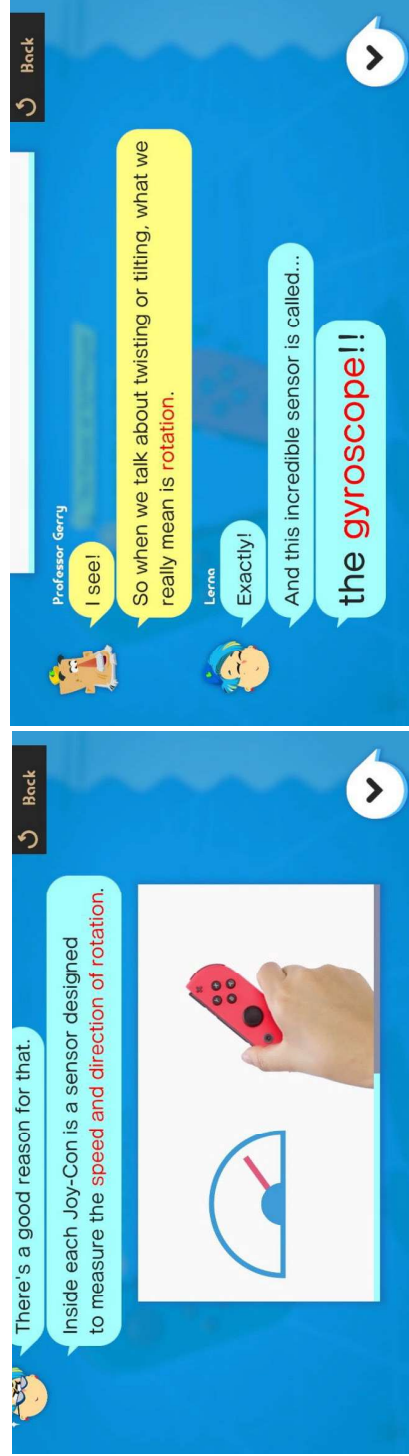 There's a good reason for that.
Inside each Joy-Con is a sensor designed
to measure the speed and direction of rotation.
Back
Professor Gerry
I see!
So when we talk about twisting or tilting, what we
really mean is rotation.
Lerna
Exactly!
And this incredible sensor is called...
the gyroscope!!
Back